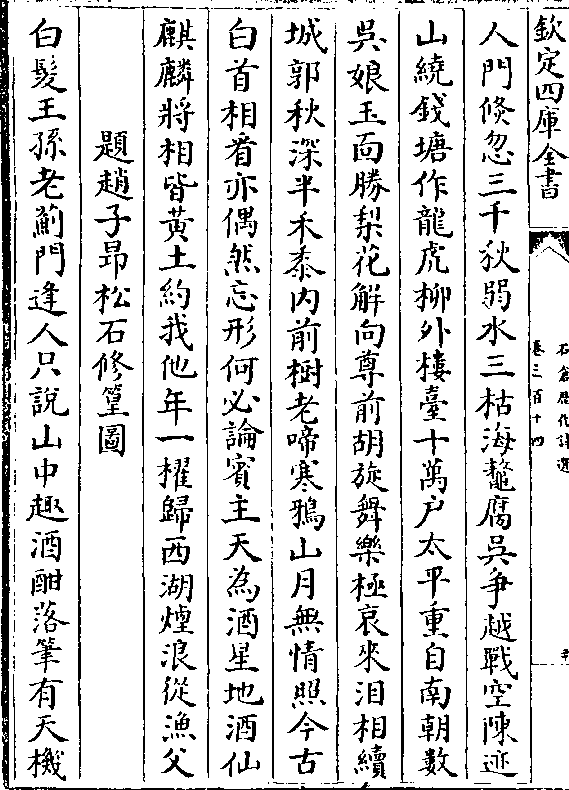 欽定四庫全書
石倉歷代詩選
卷三百十四
人門倐忽三千秋弱水三枯海鼇腐吳爭越戰空陳迹
山繞錢塘作龍虎柳外樓臺十萬户太平重自南朝數
吳娘玉面勝梨花解向尊前胡旋舞樂極哀來泪相續
城郭秋深半禾黍内前樹老啼寒鴉山月無情照今古
白首相看亦偶然忘形何必論賓主天為酒星地酒仙
麒麟將相皆黄土約我他年一櫂歸西湖煙浪從漁父
題趙子昻松石修篁圖
白髮王孫老薊門逢人只說山中趣酒酣落筆有天機